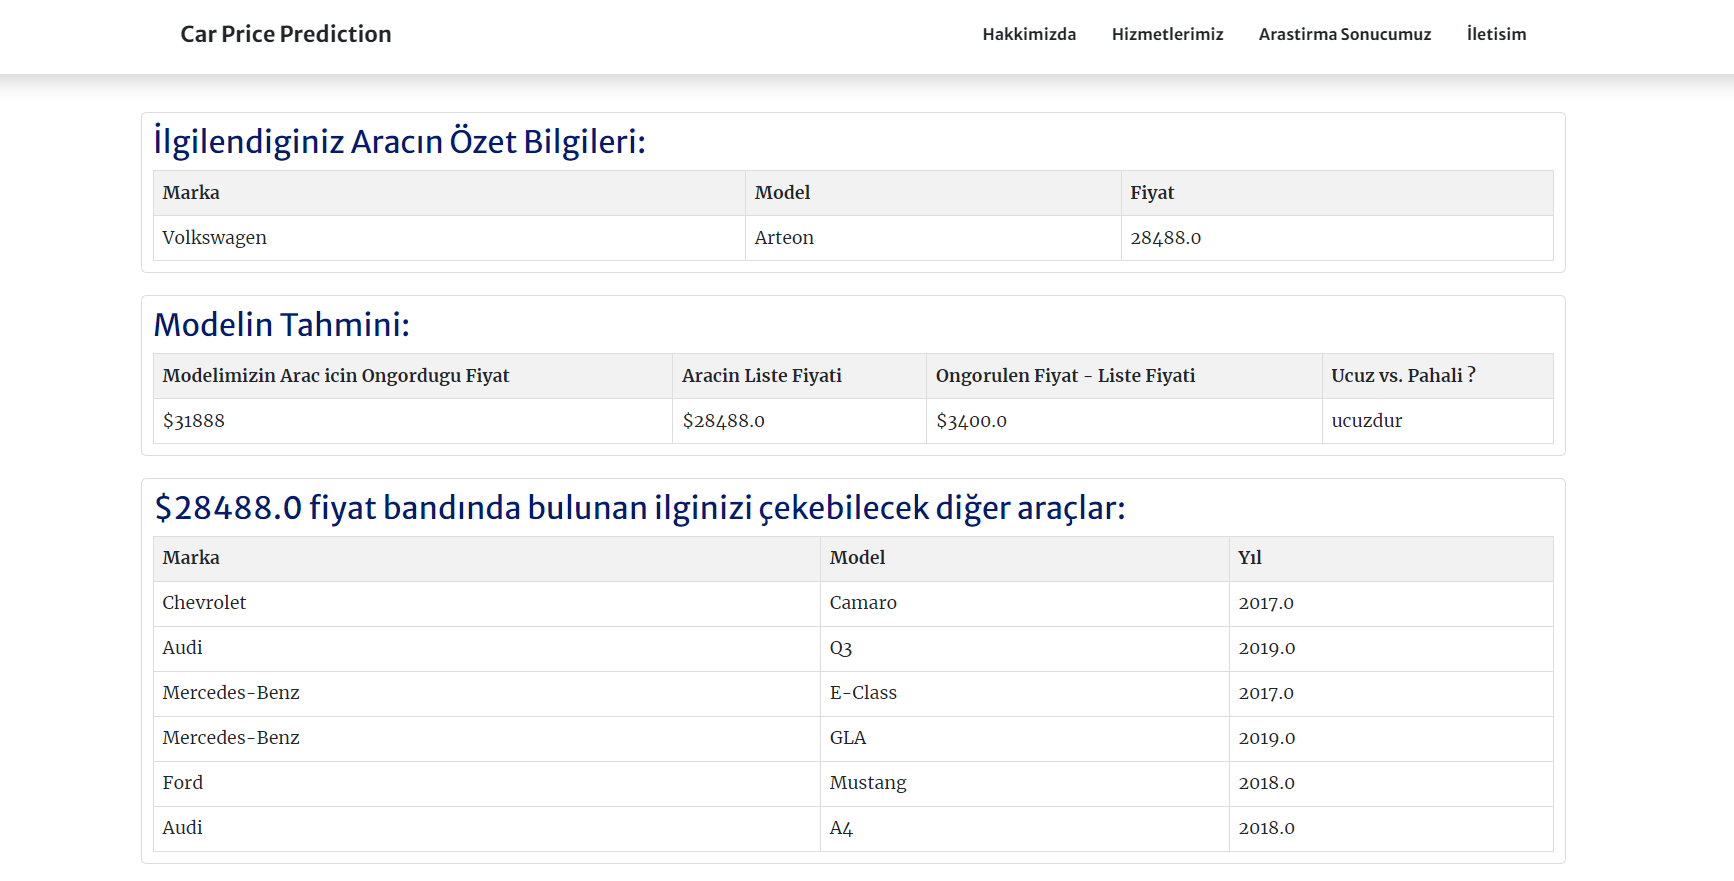 Car Price Prediction Hakkimizda Hizmetlerimiz Arastirma Sonucumuz İletisim
İlgilendiginiz Aracın Özet Bilgileri:
Marka Model Fiyat
Volkswagen Arteon 28488.0
Modelin Tahmini:
Modelimizin Arac icin Ongordugu Fiyat Aracin Liste Fiyati Ongorulen Fiyat - Liste Fiyati Ucuz vs. Pahali ?
$31888 $28488.0 $3400.0 ucuzdur
$28488.0 fiyat bandında bulunan ilginizi çekebilecek diğer araçlar:
Marka Model Yıl
Chevrolet Camaro 2017.0
Audi Q3 2019.0
Mercedes-Benz E-Class 2017.0
Mercedes-Benz GLA 2019.0
Ford Mustang 2018.0
Audi A4 2018.0